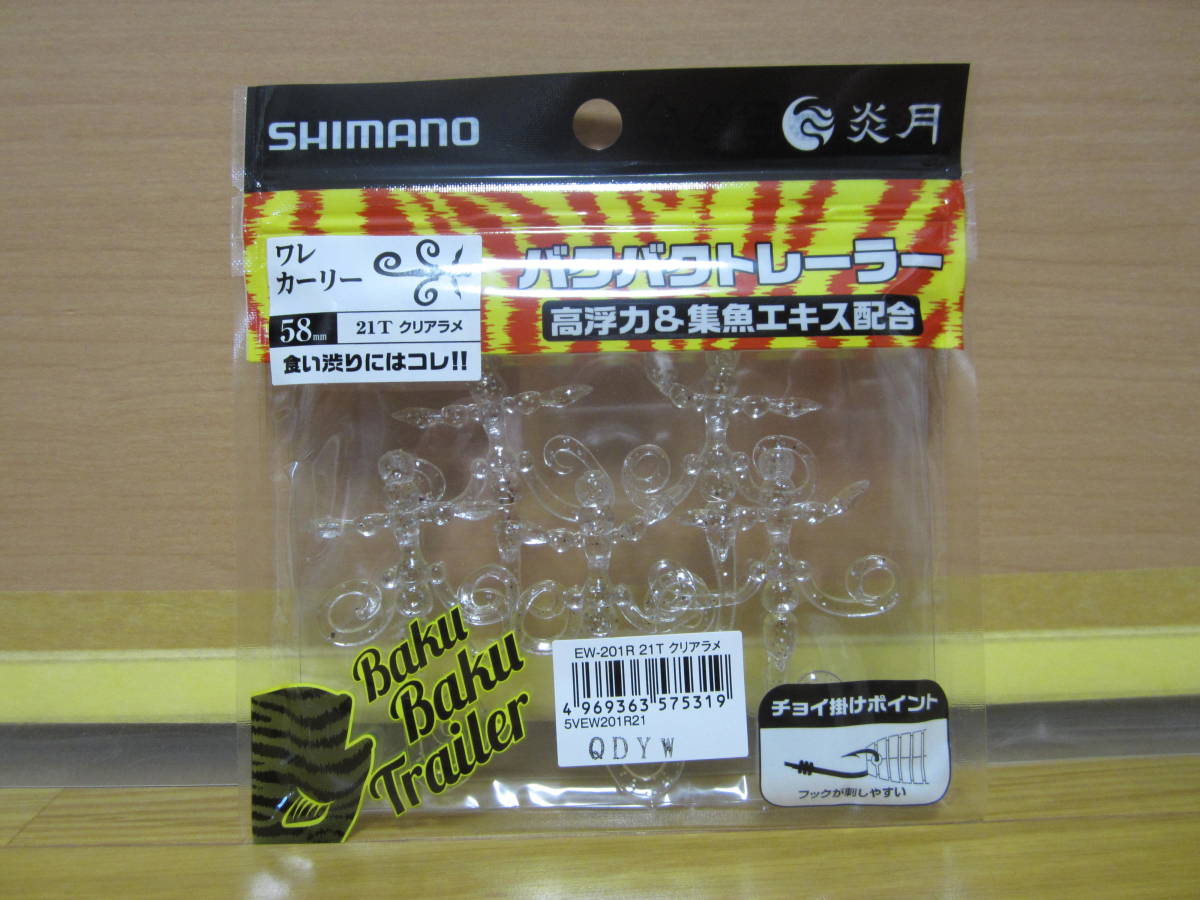 SHIMANO
炎月
ワレ
カーリー
バクバクトレーラー
58mm
21T クリアラメ
高浮力&集魚エキス配合
食い渋りにはコレ!!
Baku
Baku
Trailer
EW-201R 21T クリアラメ
4 969363 575319
5VEW201R21
QDYW
チョイ掛けポイント
フックが刺しやすい